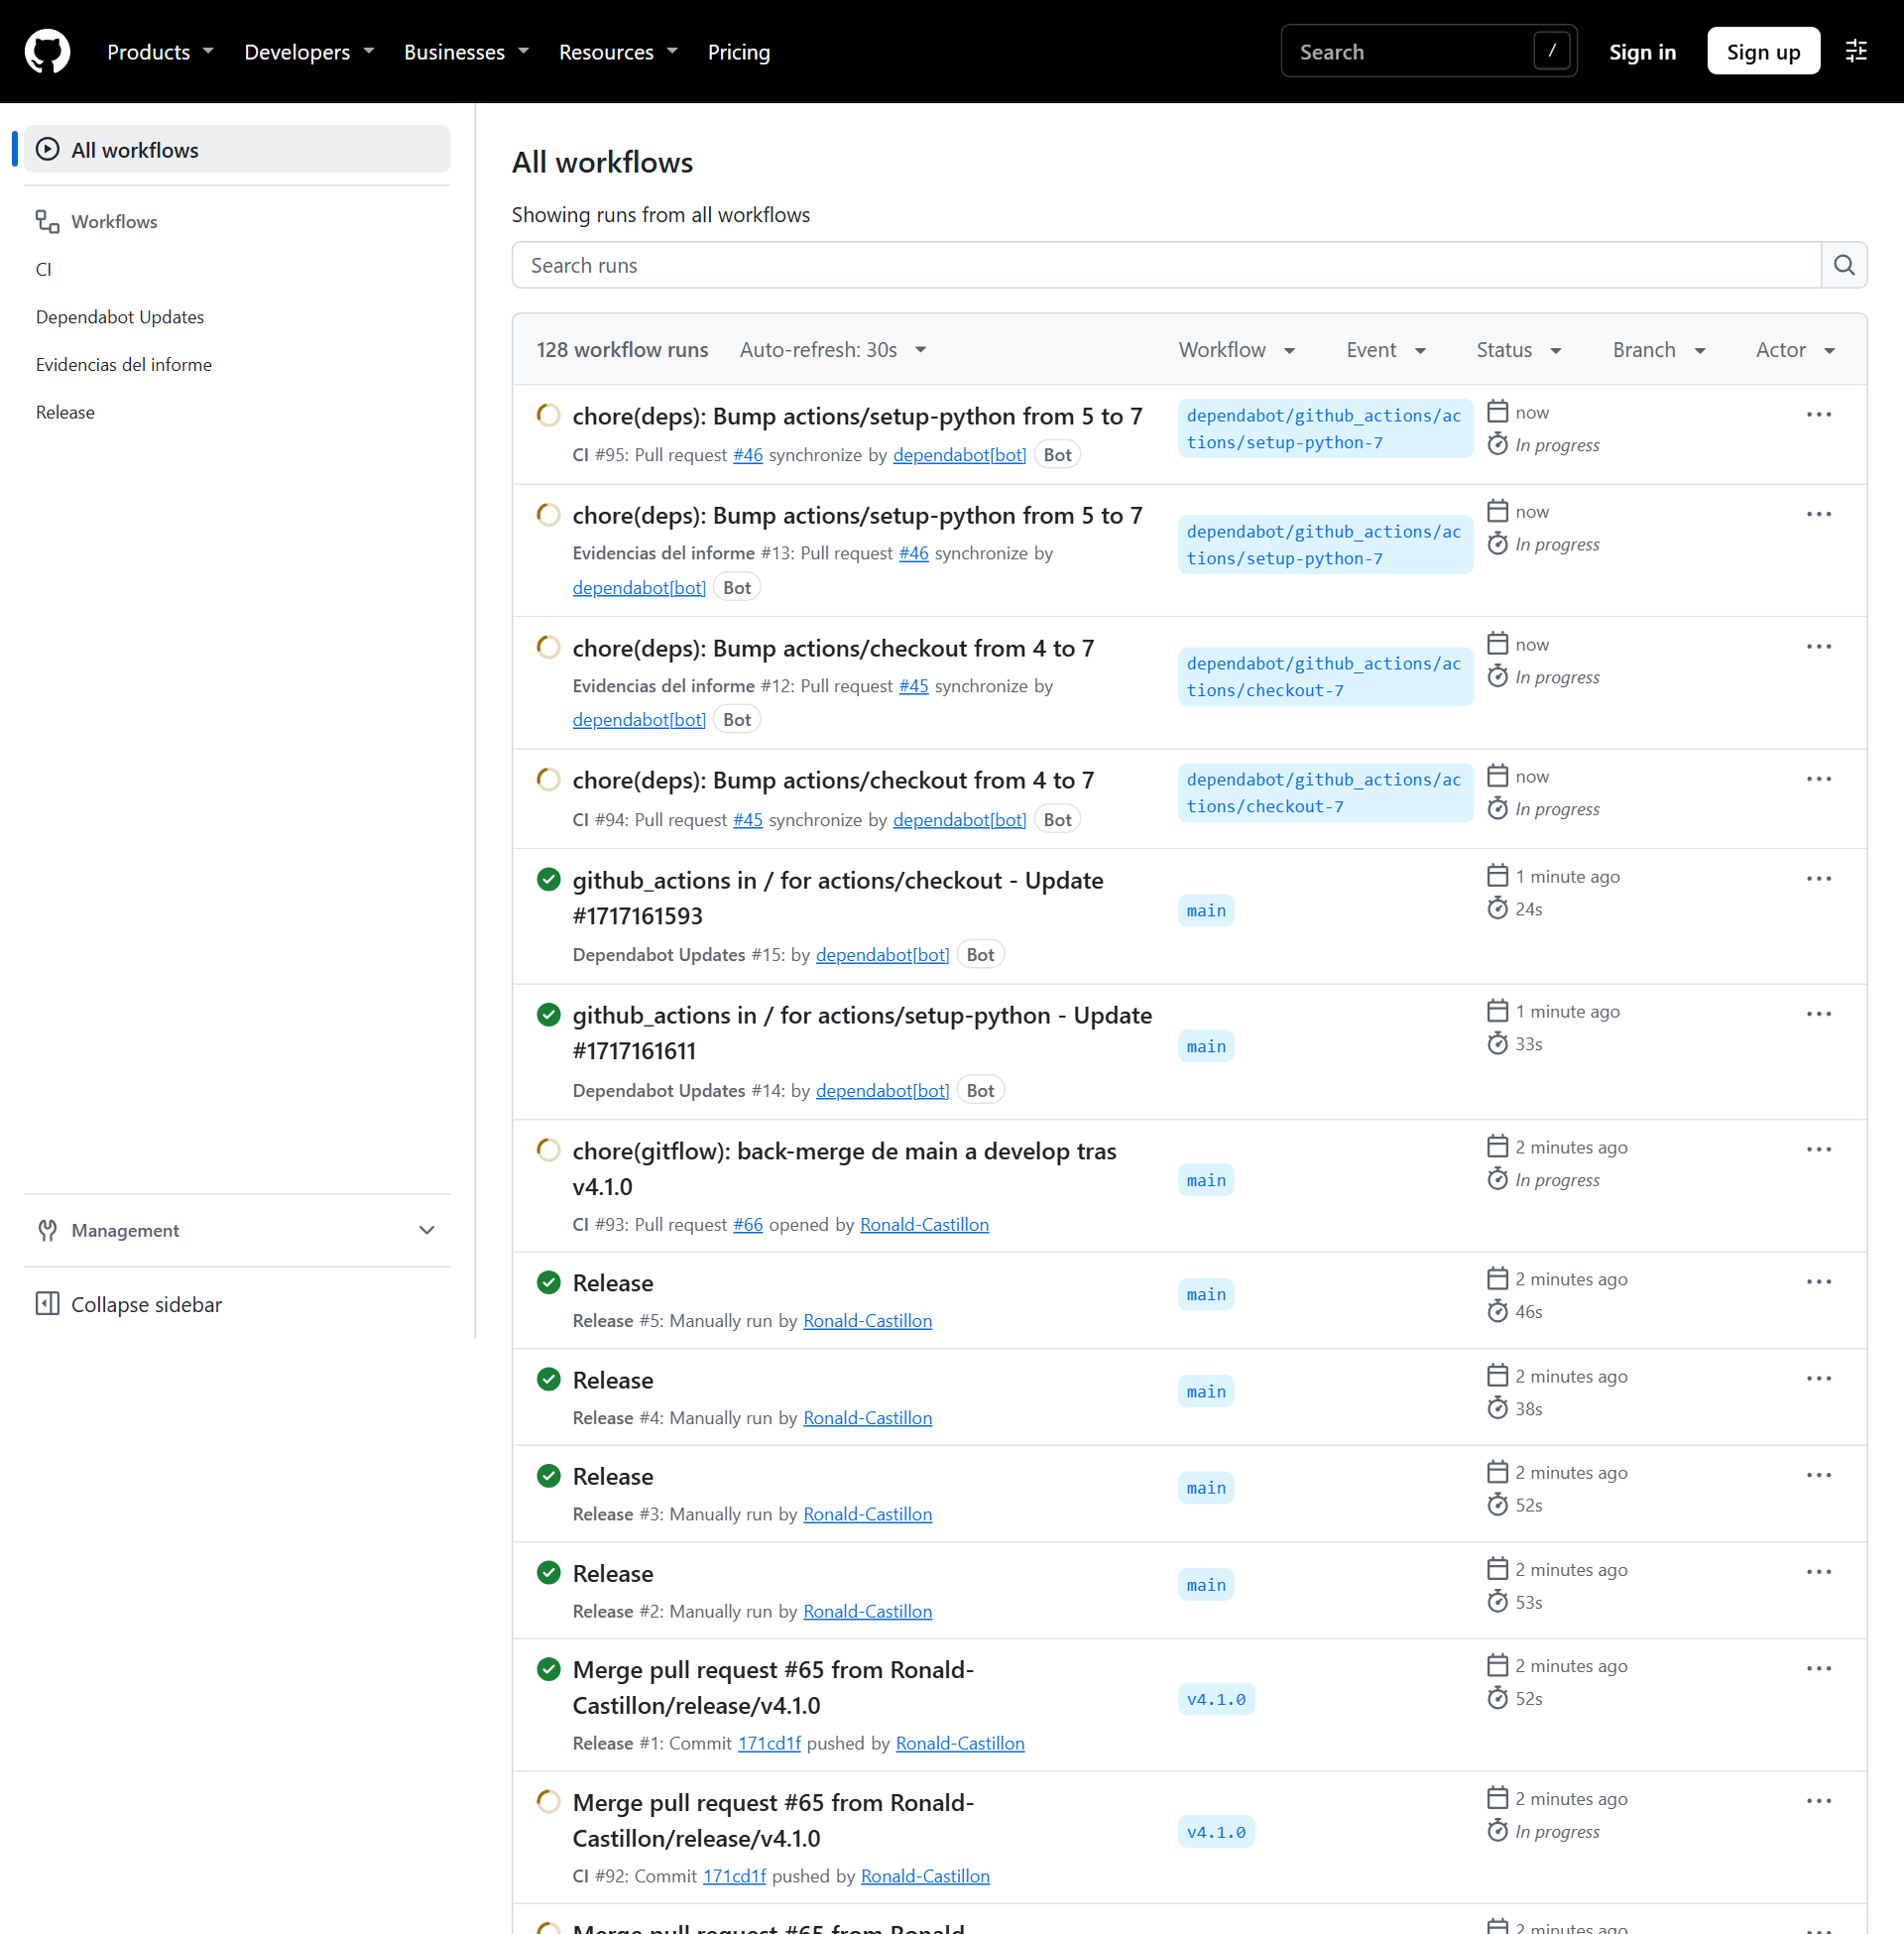 Products
Developers
Businesses
Resources
Pricing
Search /
Sign in
Sign up
All workflows
Workflows
CI
Dependabot Updates
Evidencias del informe
Release
Management
Collapse sidebar
All workflows
Showing runs from all workflows
Search runs
128 workflow runs Auto-refresh: 30s Workflow Event Status Branch Actor
chore(deps): Bump actions/setup-python from 5 to 7
CI #95: Pull request #46 synchronize by dependabot[bot] Bot
dependabot/github_actions/ac
tions/setup-python-7
now
In progress
chore(deps): Bump actions/setup-python from 5 to 7
Evidencias del informe #13: Pull request #46 synchronize by
dependabot[bot] Bot
dependabot/github_actions/ac
tions/setup-python-7
now
In progress
chore(deps): Bump actions/checkout from 4 to 7
Evidencias del informe #12: Pull request #45 synchronize by
dependabot[bot] Bot
dependabot/github_actions/ac
tions/checkout-7
now
In progress
chore(deps): Bump actions/checkout from 4 to 7
CI #94: Pull request #45 synchronize by dependabot[bot] Bot
dependabot/github_actions/ac
tions/checkout-7
now
In progress
github_actions in / for actions/checkout - Update
#1717161593
Dependabot Updates #15: by dependabot[bot] Bot
main
1 minute ago
24s
github_actions in / for actions/setup-python - Update
#1717161611
Dependabot Updates #14: by dependabot[bot] Bot
main
1 minute ago
33s
chore(gitflow): back-merge de main a develop tras
v4.1.0
CI #93: Pull request #66 opened by Ronald-Castillon
main
2 minutes ago
In progress
Release
Release #5: Manually run by Ronald-Castillon
main
2 minutes ago
46s
Release
Release #4: Manually run by Ronald-Castillon
main
2 minutes ago
38s
Release
Release #3: Manually run by Ronald-Castillon
main
2 minutes ago
52s
Release
Release #2: Manually run by Ronald-Castillon
main
2 minutes ago
53s
Merge pull request #65 from Ronald-
Castillon/release/v4.1.0
Release #1: Commit 171cd1f pushed by Ronald-Castillon
v4.1.0
2 minutes ago
52s
Merge pull request #65 from Ronald-
Castillon/release/v4.1.0
CI #92: Commit 171cd1f pushed by Ronald-Castillon
v4.1.0
2 minutes ago
In progress
Merge pull request #65 from Ronald-
2 minutes ago